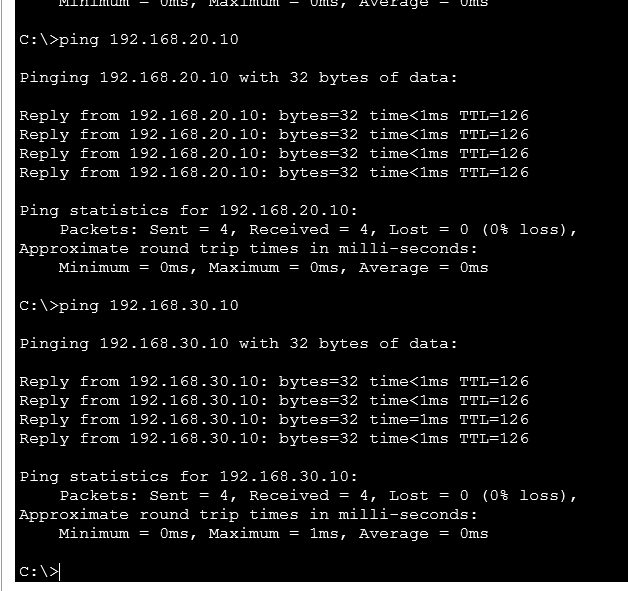 Minimum = 0ms, Maximum = 0ms, Average = 0ms
C:\>ping 192.168.20.10
Pinging 192.168.20.10 with 32 bytes of data:
Reply from 192.168.20.10: bytes=32 time<1ms TTL=126
Reply from 192.168.20.10: bytes=32 time<1ms TTL=126
Reply from 192.168.20.10: bytes=32 time<1ms TTL=126
Reply from 192.168.20.10: bytes=32 time<1ms TTL=126
Ping statistics for 192.168.20.10:
Packets: Sent = 4, Received = 4, Lost = 0 (0% loss),
Approximate round trip times in milli-seconds:
Minimum = 0ms, Maximum = 0ms, Average = 0ms
C:\>ping 192.168.30.10
Pinging 192.168.30.10 with 32 bytes of data:
Reply from 192.168.30.10: bytes=32 time<1ms TTL=126
Reply from 192.168.30.10: bytes=32 time<1ms TTL=126
Reply from 192.168.30.10: bytes=32 time=1ms TTL=126
Reply from 192.168.30.10: bytes=32 time<1ms TTL=126
Ping statistics for 192.168.30.10:
Packets: Sent = 4, Received = 4, Lost = 0 (0% loss),
Approximate round trip times in milli-seconds:
Minimum = 0ms, Maximum = 1ms, Average = 0ms
C:\>